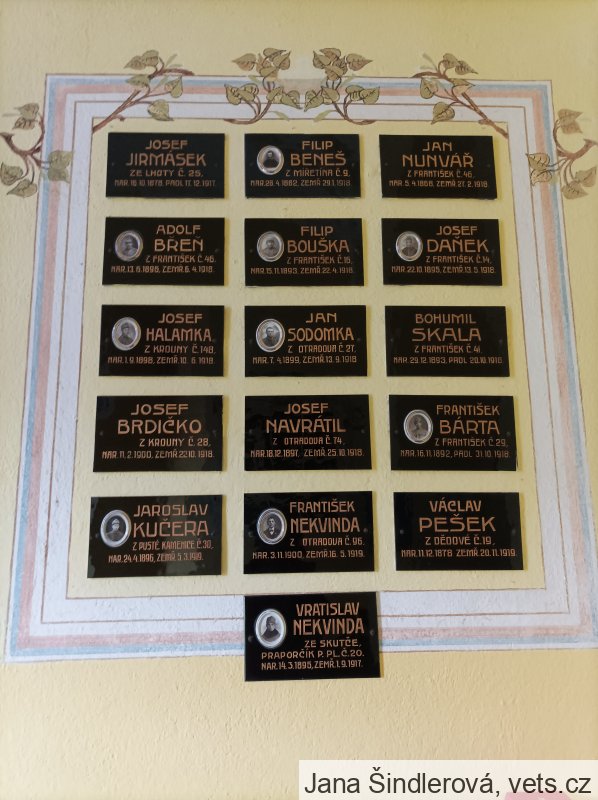 JOSEF
JIRMÁSEK
ZE LHOTY Č. 25,
NAR. 18.10.1878, PADL 17.12.1917.
FILIP
BENEŠ
Z MIŘETÍNA Č. 9,
NAR. 28.4.1882, ZEMŘ. 29.1.1918.
JAN
NUNVÁŘ
Z FRANTIŠEK Č. 46,
NAR. 5.4.1868, ZEMŘ. 27.2.1918.
ADOLF
BŘEŇ
Z FRANTIŠEK Č. 46.
NAR. 13.6.1895, ZEMŘ. 6.4.1918.
FILIP
BOUŠKA
Z FRANTIŠEK Č. 16.
NAR. 15.11.1893, ZEMŘ. 22.4.1918.
JOSEF
DAŇEK
Z FRANTIŠEK Č. 14,
NAR. 22.10.1895, ZEMŘ. 13.5.1918.
JOSEF
HALAMKA
Z KROUNY Č. 148,
NAR. 1.9.1898, ZEMŘ. 10.6.1918.
JAN
SODOMKA
Z OTRADOVA Č. 27.
NAR. 7.4.1899, ZEMŘ. 13.9.1918
BOHUMIL
SKALA
Z FRANTIŠEK Č. 41.
NAR. 29.12.1893, PADL 20.10.1918
JOSEF
BRDIČKO
Z KROUNY Č. 28,
NAR. 11.2.1900, ZEMŘ. 22.10.1918.
JOSEF
NAVRÁTIL
Z OTRADOVA Č. 74,
NAR. 18.12.1897, ZEMŘ. 25.10.1918.
FRANTIŠEK
BÁRTA
Z FRANTIŠEK Č. 29,
NAR. 16.11.1892, PADL 31.10.1918.
JAROSLAV
KUČERA
Z PUSTÉ KAMENICE Č. 30,
NAR. 24.4.1896, ZEMŘ. 5.3.1919.
FRANTIŠEK
NEKVINDA
Z OTRADOVA Č. 96.
NAR. 3.11.1900, ZEMŘ. 16.5.1919.
VÁCLAV
PEŠEK
Z DĚDOVÉ Č. 19,
NAR. 11.12.1878 ZEMŘ. 20.11.1919.
VRATISLAV
NEKVINDA
ZE SKUTČE,
PRAPORČÍK P. PL. Č. 20.
NAR. 14.3.1895, ZEMŘ. 1.9.1917.
Jana Šindlerová, vets.cz